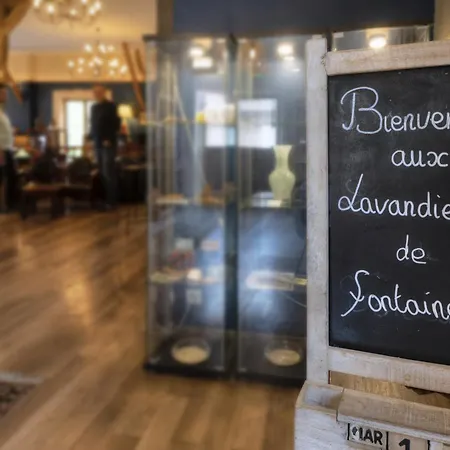 Bienven
aux
Lavandie
de
Fontaine
MAR 1